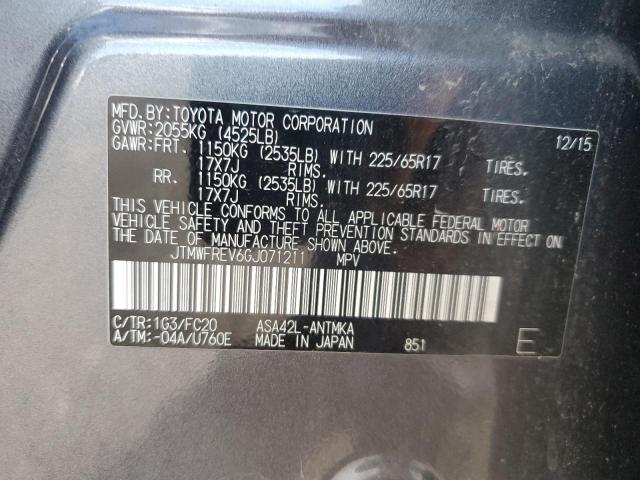 MFD.BY:TOYOTA MOTOR CORPORATION
GVWR:2055KG (4525LB) 12/15
GAWR:FRT. 1150KG (2535LB) WITH 225/65R17 TIRES.
17X7J RIMS.
RR. 1150KG (2535LB) WITH 225/65R17 TIRES.
17X7J RIMS.
THIS VEHICLE CONFORMS TO ALL APPLICABLE FEDERAL MOTOR
VEHICLE SAFETY AND THEFT PREVENTION STANDARDS IN EFFECT ON
THE DATE OF MANUFACTURE SHOWN ABOVE.
JTMWFREV6GJ071211 MPV
C/TR:1G3/FC20 ASA42L-ANTMKA
A/TM:-04A/U760E MADE IN JAPAN 851 E